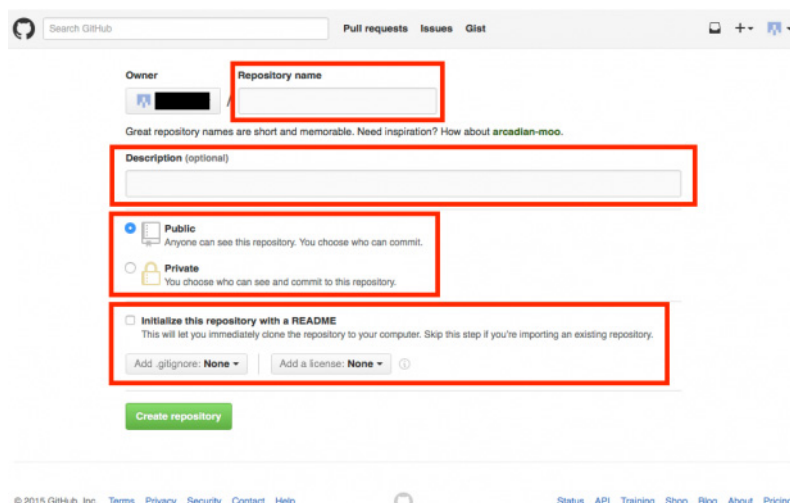 Search GitHub Pull requests Issues Gist
Owner Repository name
/
Great repository names are short and memorable. Need inspiration? How about arcadian-moo.
Description (optional)
Public
Anyone can see this repository. You choose who can commit.
Private
You choose who can see and commit to this repository.
Initialize this repository with a README
This will let you immediately clone the repository to your computer. Skip this step if you're importing an existing repository.
Add .gitignore: None Add a license: None
Create repository
© 2015 GitHub, Inc. Terms Privacy Security Contact Help Status API Training Shop Blog About Pricing